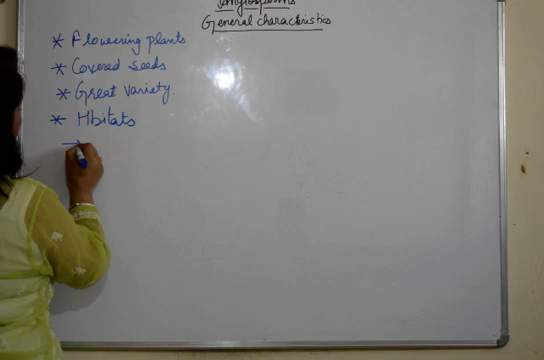 Angiosperms
General characteristics
* Flowering plants
* Covered seeds
* Great variety.
* Hbitats
→